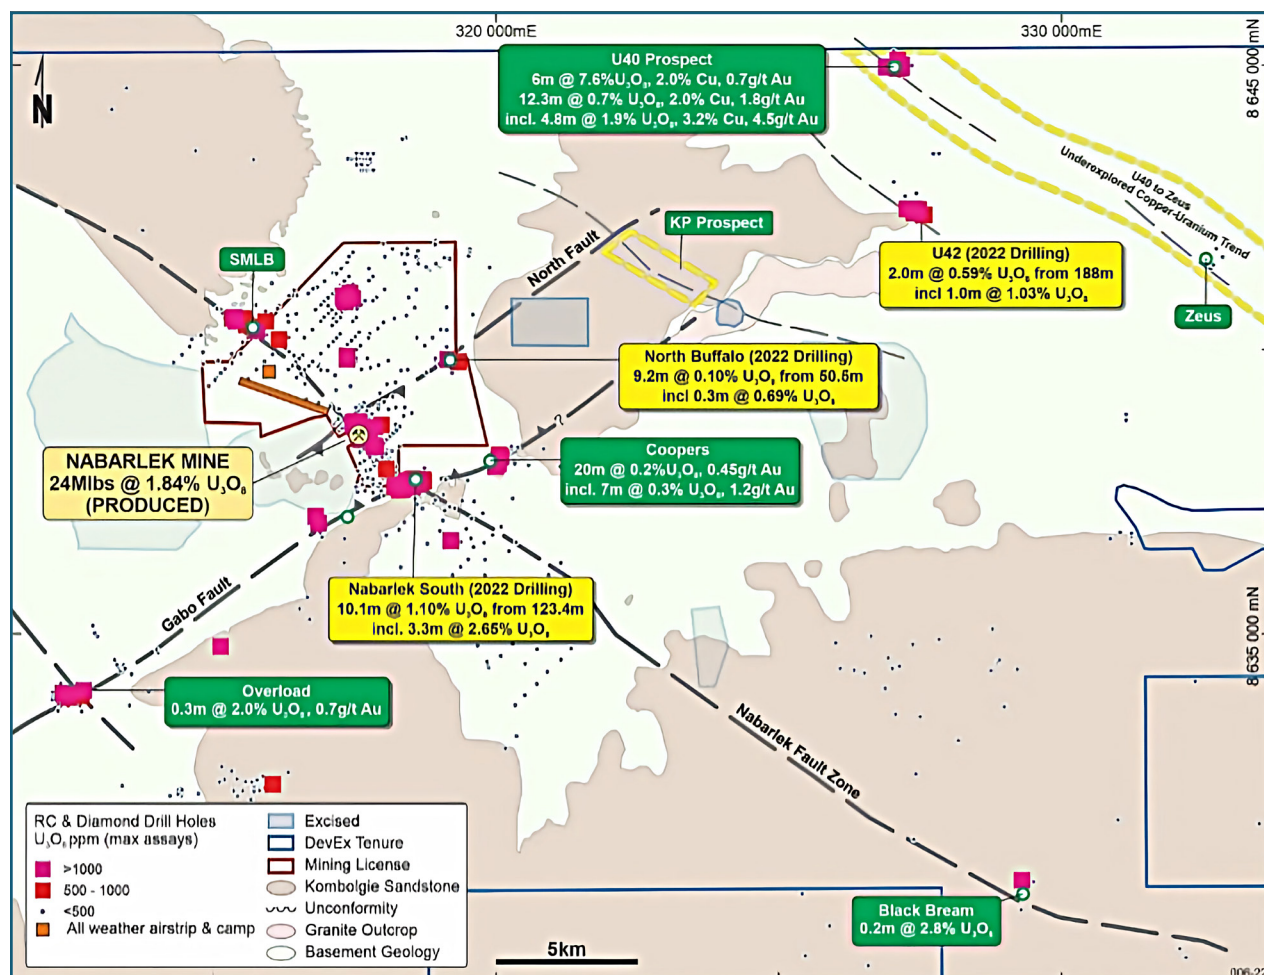 320 000mE
330 000mE
8 645 000 mN
N
U40 Prospect
6m @ 7.6%U₃O₈, 2.0% Cu, 0.7g/t Au
12.3m @ 0.7% U₃O₈, 2.0% Cu, 1.8g/t Au
incl. 4.8m @ 1.9% U₃O₈, 3.2% Cu, 4.5g/t Au
U40 to Zeus
Underoxplored Copper-Uranium Trend
KP Prospect
North Fault
SMLB
U42 (2022 Drilling)
2.0m @ 0.59% U₃O₈ from 188m
incl 1.0m @ 1.03% U₃O₈
Zeus
North Buffalo (2022 Drilling)
9.2m @ 0.10% U₃O₈ from 50.5m
incl 0.3m @ 0.69% U₃O₈
?
Coopers
20m @ 0.2%U₃O₈, 0.45g/t Au
incl. 7m @ 0.3% U₃O₈, 1.2g/t Au
NABARLEK MINE
24Mlbs @ 1.84% U₃O₈
(PRODUCED)
Nabarlek South (2022 Drilling)
10.1m @ 1.10% U₃O₈ from 123.4m
incl. 3.3m @ 2.65% U₃O₈
Gabo Fault
8 635 000 mN
Overload
0.3m @ 2.0% U₃O₈, 0.7g/t Au
Nabarlek Fault Zone
Black Bream
0.2m @ 2.8% U₃O₈
RC & Diamond Drill Holes
U₃O₈ ppm (max assays)
>1000
500 - 1000
<500
All weather airstrip & camp
Excised
DevEx Tenure
Mining License
Kombolgie Sandstone
Unconformity
Granite Outcrop
Basement Geology
5km